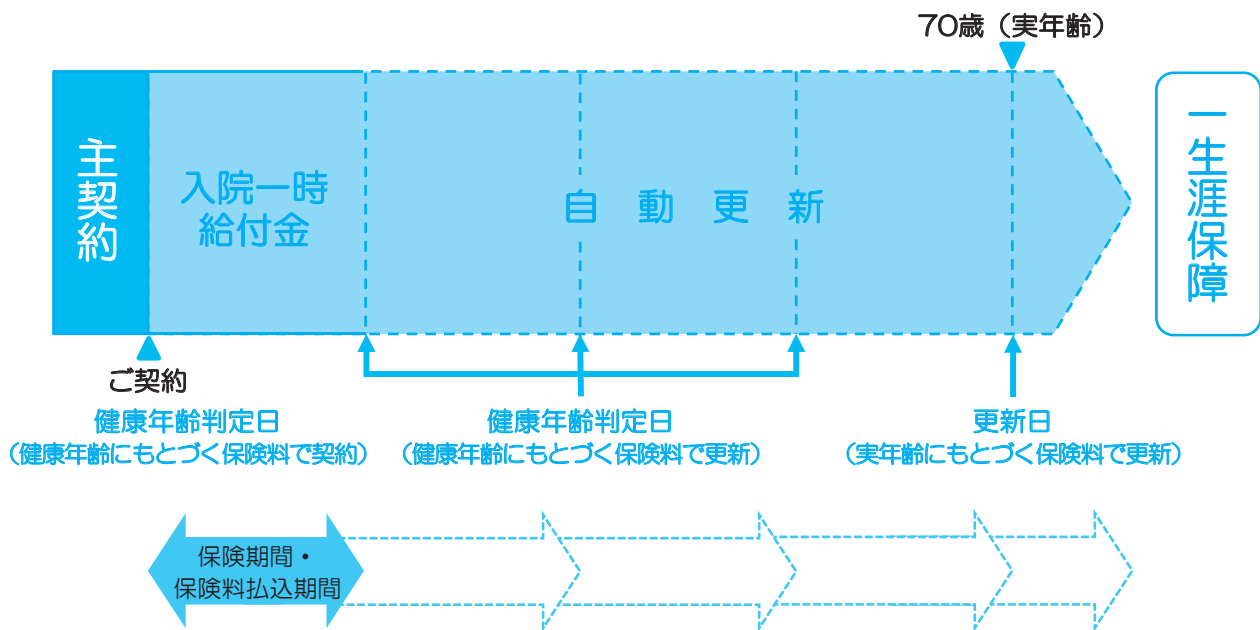 70歳（実年齢）
主契約
入院一時
給付金
自動更新
一生涯保障
ご契約
健康年齢判定日
（健康年齢にもとづく保険料で契約）
健康年齢判定日
（健康年齢にもとづく保険料で更新）
更新日
（実年齢にもとづく保険料で更新）
保険期間・
保険料払込期間